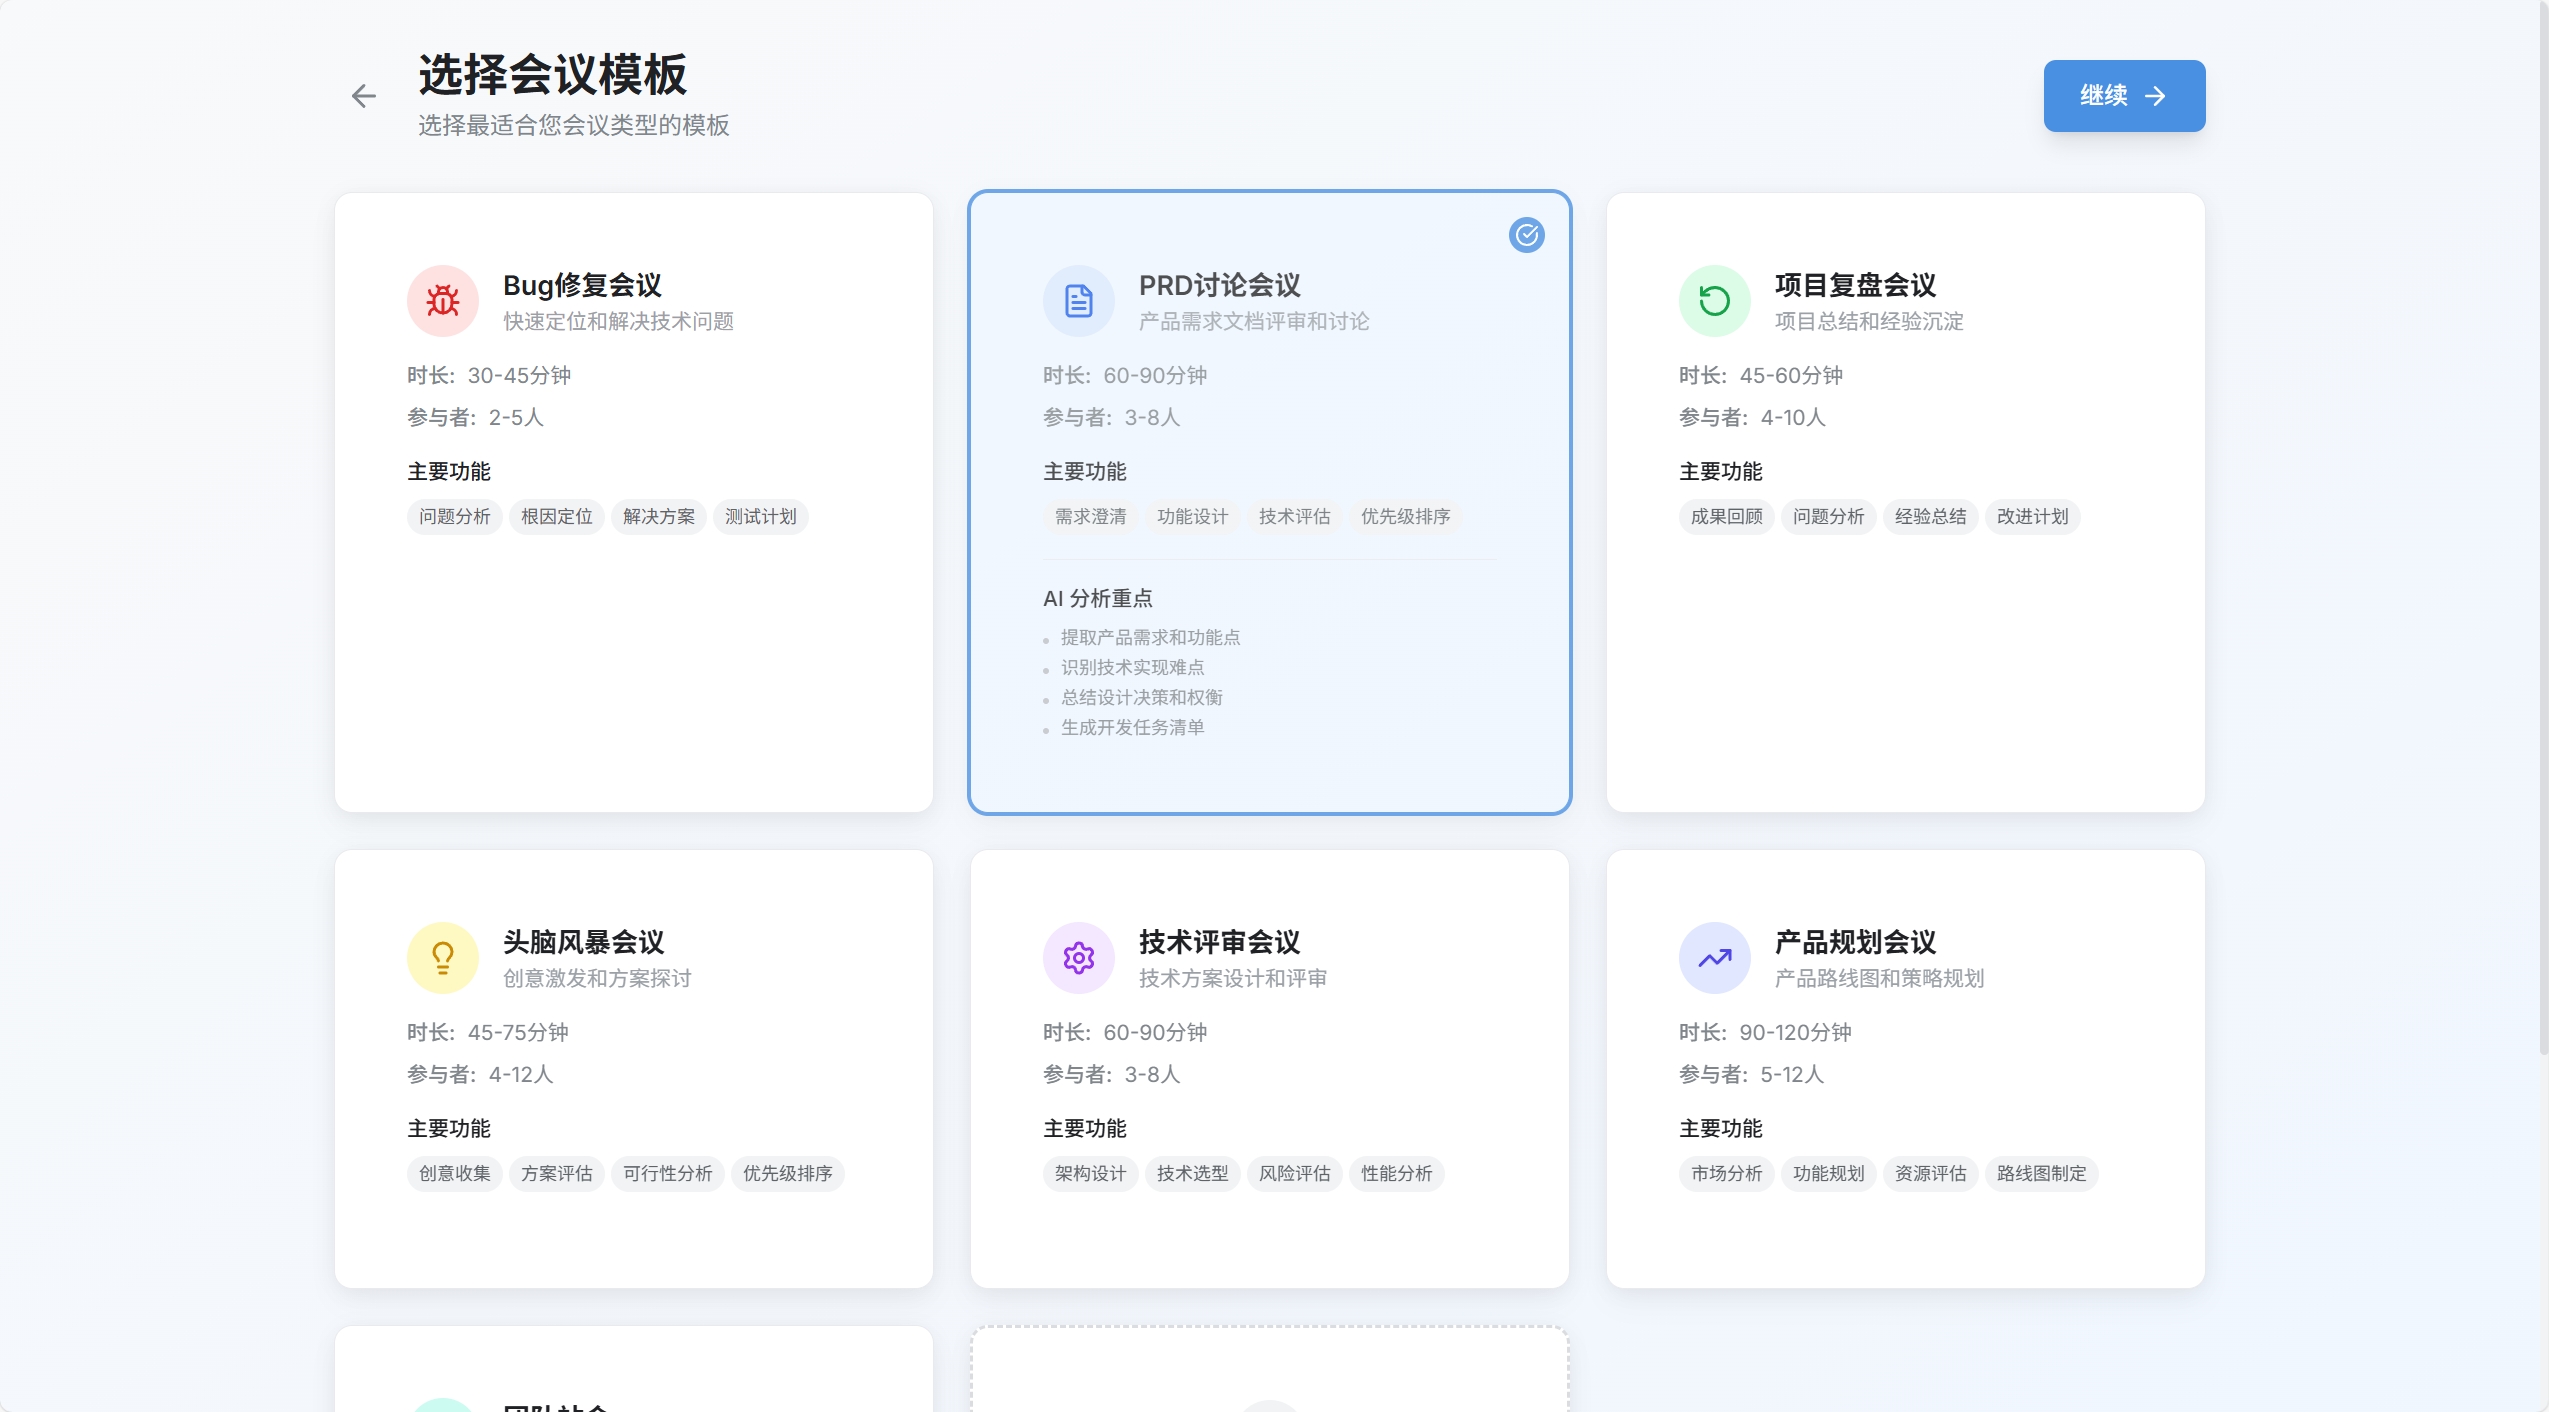 选择会议模板
选择最适合您会议类型的模板
继续
Bug修复会议
快速定位和解决技术问题
时长: 30-45分钟
参与者: 2-5人
主要功能
问题分析 根因定位 解决方案 测试计划
PRD讨论会议
产品需求文档评审和讨论
时长: 60-90分钟
参与者: 3-8人
主要功能
需求澄清 功能设计 技术评估 优先级排序
AI 分析重点
提取产品需求和功能点
识别技术实现难点
总结设计决策和权衡
生成开发任务清单
项目复盘会议
项目总结和经验沉淀
时长: 45-60分钟
参与者: 4-10人
主要功能
成果回顾 问题分析 经验总结 改进计划
头脑风暴会议
创意激发和方案探讨
时长: 45-75分钟
参与者: 4-12人
主要功能
创意收集 方案评估 可行性分析 优先级排序
技术评审会议
技术方案设计和评审
时长: 60-90分钟
参与者: 3-8人
主要功能
架构设计 技术选型 风险评估 性能分析
产品规划会议
产品路线图和策略规划
时长: 90-120分钟
参与者: 5-12人
主要功能
市场分析 功能规划 资源评估 路线图制定